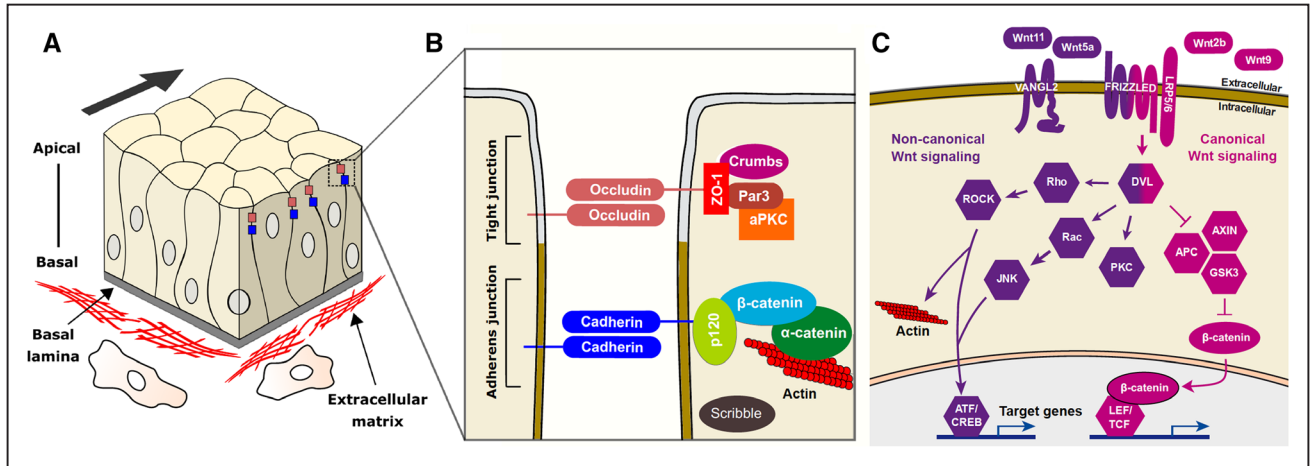 A
Apical
Basal
Basal
lamina
Extracellular
matrix
B
Tight junction
Adherens junction
Occludin
Occludin
ZO-1
Crumbs
Par3
aPKC
Cadherin
Cadherin
p120
β-catenin
α-catenin
Actin
Scribble
C
Wnt11
Wnt5a
Wnt2b
Wnt9
VANGL2
FRIZZLED
LRP5/6
Extracellular
Intracellular
Non-canonical
Wnt signaling
Canonical
Wnt signaling
DVL
Rho
ROCK
Rac
JNK
PKC
APC
AXIN
GSK3
Actin
β-catenin
β-catenin
ATF/
CREB
Target genes
LEF/
TCF